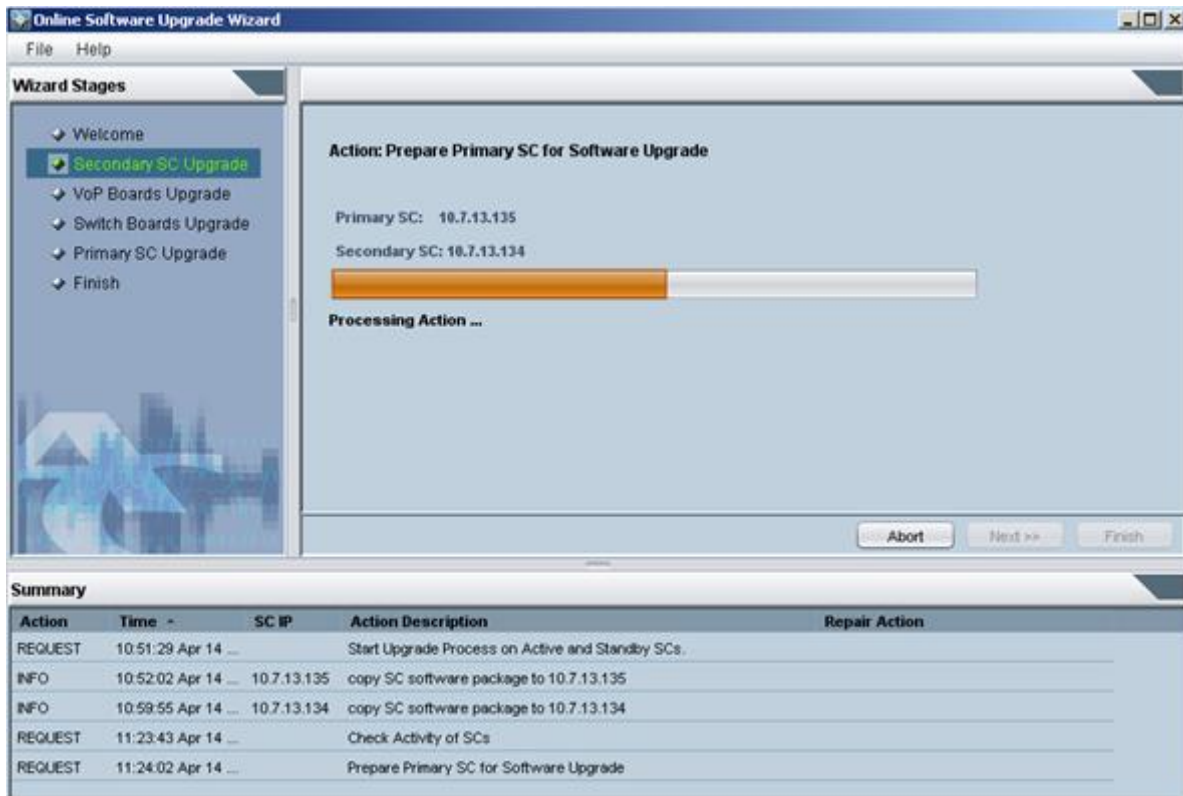 Online Software Upgrade Wizard
File Help
Wizard Stages
Welcome
Secondary SC Upgrade
VoP Boards Upgrade
Switch Boards Upgrade
Primary SC Upgrade
Finish
Action: Prepare Primary SC for Software Upgrade
Primary SC: 10.7.13.135
Secondary SC: 10.7.13.134
Processing Action ...
Abort Next >> Finish
Summary
Action Time SC IP Action Description Repair Action
REQUEST 10:51:29 Apr 14 ... Start Upgrade Process on Active and Standby SCs.
INFO 10:52:02 Apr 14 ... 10.7.13.135 copy SC software package to 10.7.13.135
INFO 10:59:55 Apr 14 ... 10.7.13.134 copy SC software package to 10.7.13.134
REQUEST 11:23:43 Apr 14 ... Check Activity of SCs
REQUEST 11:24:02 Apr 14 ... Prepare Primary SC for Software Upgrade